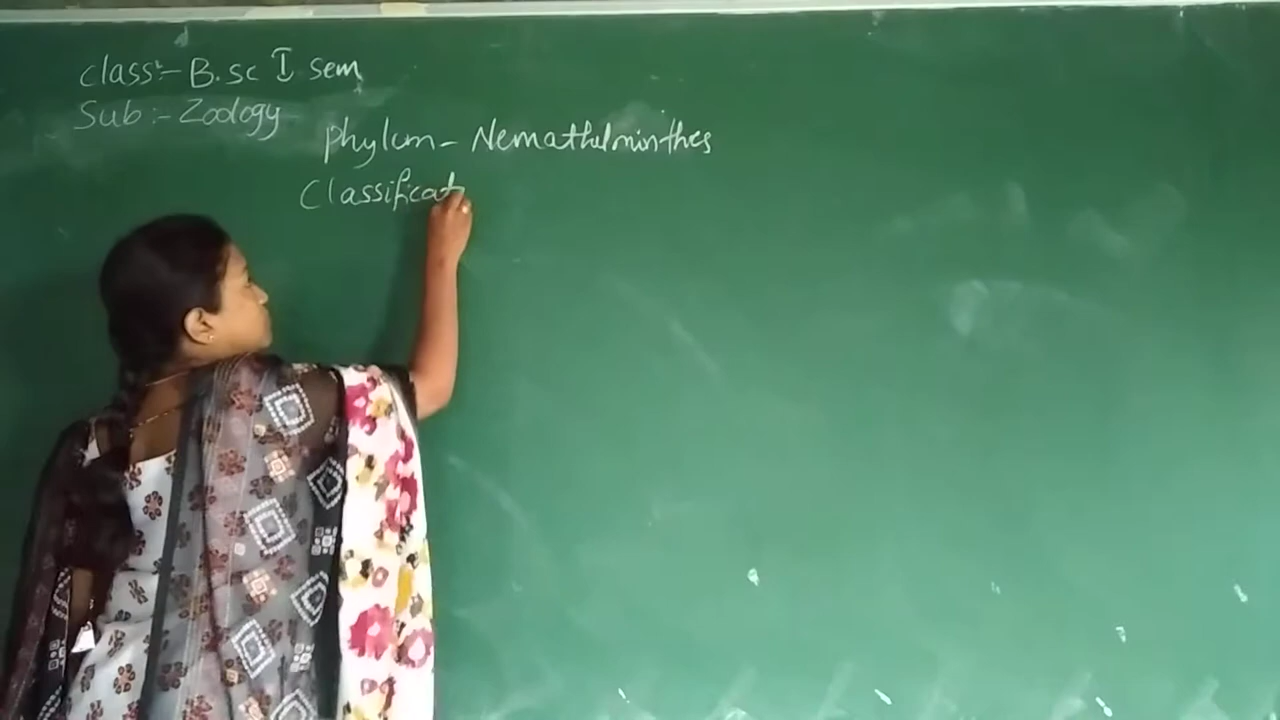 class:- B.sc I sem
Sub:- Zoology
phylum - Nemathelminthes
Classificat